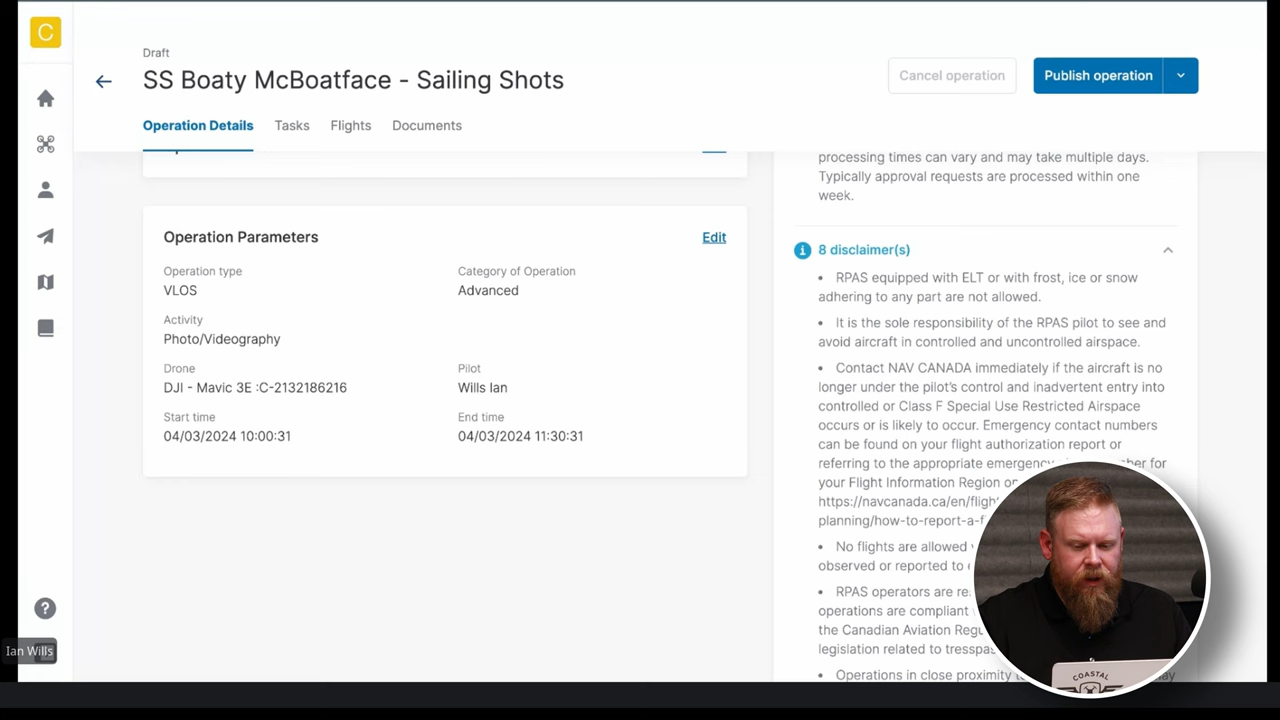 C
Draft
SS Boaty McBoatface - Sailing Shots
Cancel operation
Publish operation
Operation Details
Tasks
Flights
Documents
Operation Parameters
Edit
Operation type
VLOS
Category of Operation
Advanced
Activity
Photo/Videography
Drone
DJI - Mavic 3E :C-2132186216
Pilot
Wills Ian
Start time
04/03/2024 10:00:31
End time
04/03/2024 11:30:31
processing times can vary and may take multiple days.
Typically approval requests are processed within one
week.
8 disclaimer(s)
• RPAS equipped with ELT or with frost, ice or snow
adhering to any part are not allowed.
• It is the sole responsibility of the RPAS pilot to see and
avoid aircraft in controlled and uncontrolled airspace.
• Contact NAV CANADA immediately if the aircraft is no
longer under the pilot's control and inadvertent entry into
controlled or Class F Special Use Restricted Airspace
occurs or is likely to occur. Emergency contact numbers
can be found on your flight authorization report or
referring to the appropriate emergency for
your Flight Information Region
https://navcanada.ca/en/flight
planning/how-to-report-a-f
• No flights are allowed
observed or reported to
• RPAS operators are
operations are compliant
the Canadian Aviation
legislation related to
• Operations in close proximity
?
Ian Wills
COASTAL